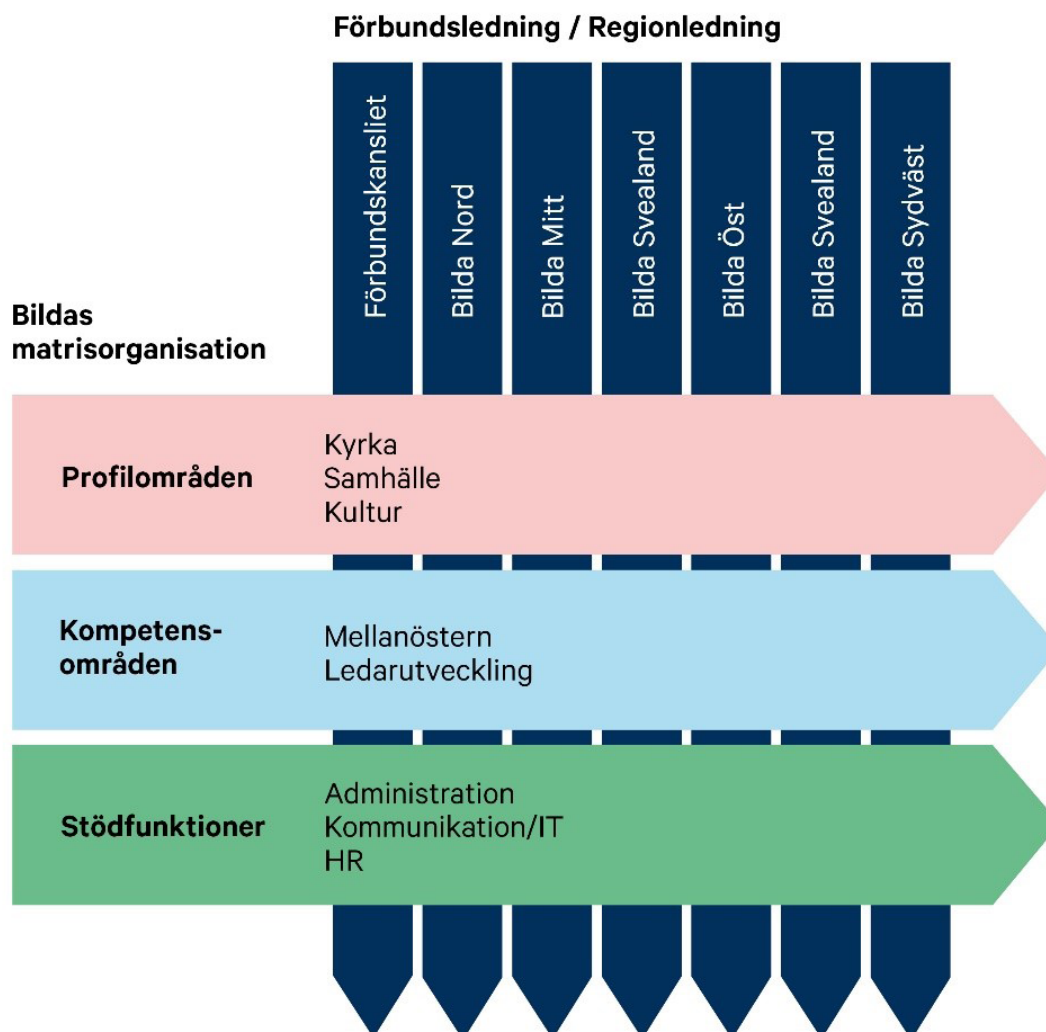 Förbundsledning / Regionledning
Förbundskansliet
Bilda Nord
Bilda Mitt
Bilda Svealand
Bilda Öst
Bilda Svealand
Bilda Sydväst
Bildas
matrisorganisation
Profilområden
Kyrka
Samhälle
Kultur
Kompetens-
områden
Mellanöstern
Ledarutveckling
Stödfunktioner
Administration
Kommunikation/IT
HR